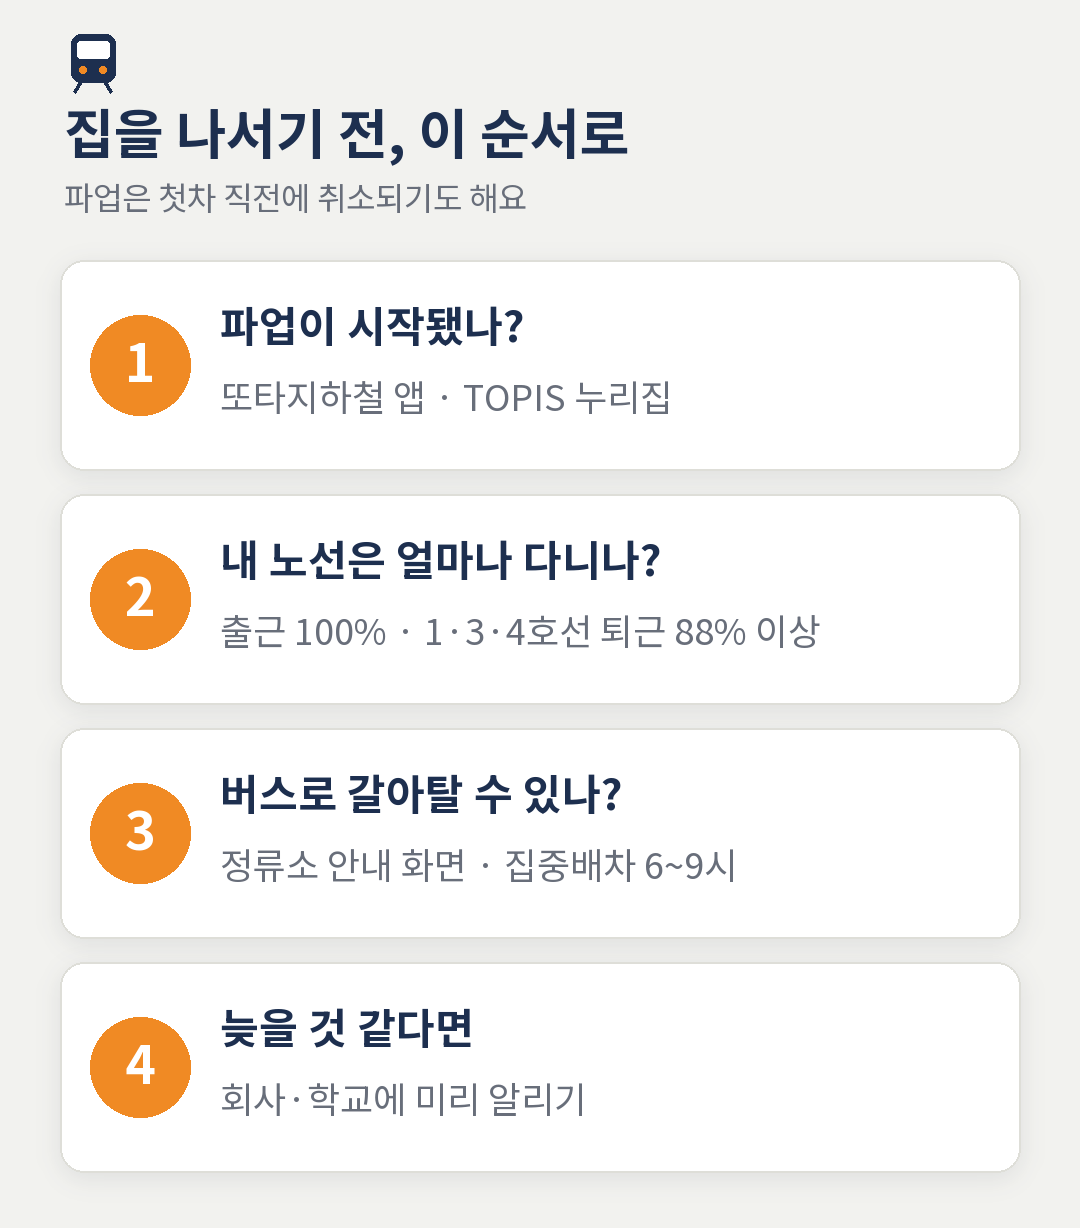 집을 나서기 전, 이 순서로
파업은 첫차 직전에 취소되기도 해요
1
파업이 시작됐나?
또타지하철 앱 · TOPIS 누리집
2
내 노선은 얼마나 다니나?
출근 100% · 1·3·4호선 퇴근 88% 이상
3
버스로 갈아탈 수 있나?
정류소 안내 화면 · 집중배차 6~9시
4
늦을 것 같다면
회사·학교에 미리 알리기